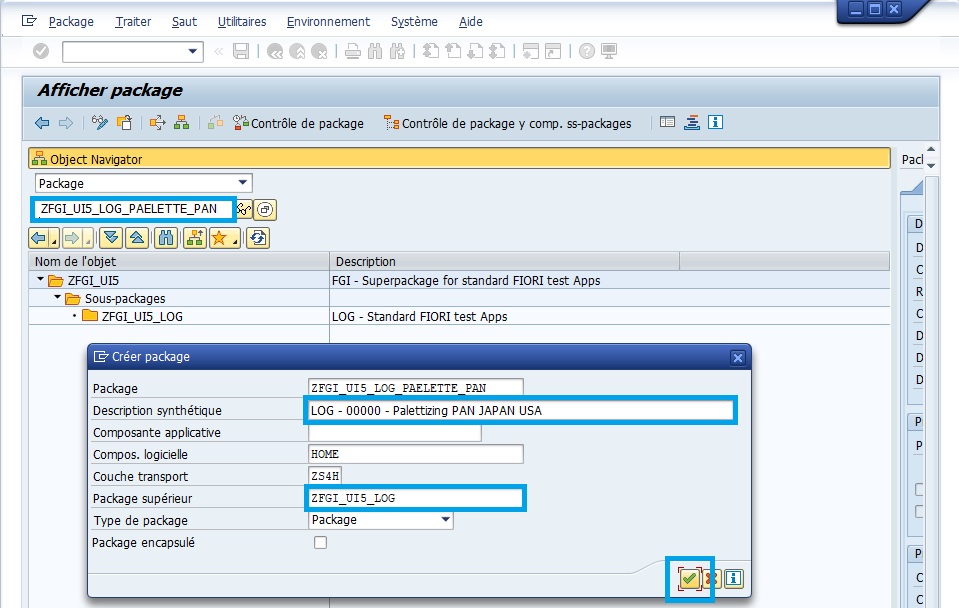 Package Traiter Saut Utilitaires Environnement Système Aide
Afficher package
Contrôle de package Contrôle de package y comp. ss-packages
Object Navigator
Package
ZFGI_UI5_LOG_PAELETTE_PAN
Nom de l'objet Description
ZFGI_UI5 FGI - Superpackage for standard FIORI test Apps
Sous-packages
ZFGI_UI5_LOG LOG - Standard FIORI test Apps
Créer package
Package ZFGI_UI5_LOG_PAELETTE_PAN
Description synthétique LOG - 00000 - Palettizing PAN JAPAN USA
Composante applicative
Compos. logicielle HOME
Couche transport ZS4H
Package supérieur ZFGI_UI5_LOG
Type de package Package
Package encapsulé